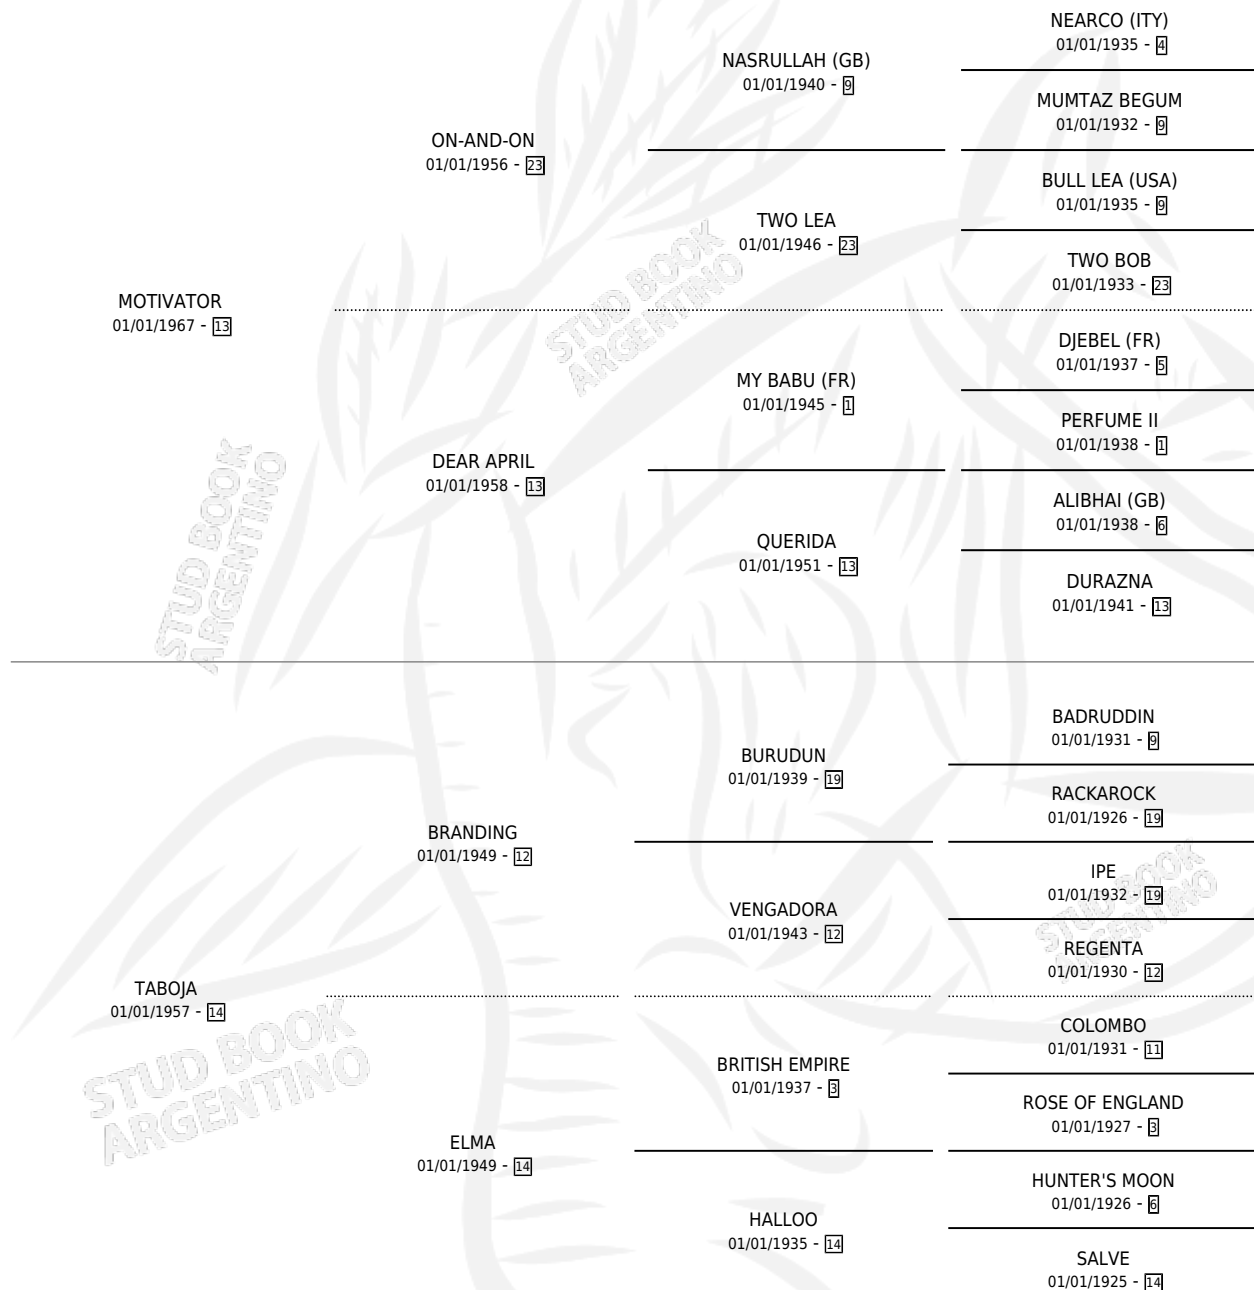 NEARCO (ITY)
01/01/1935 - 4
NASRULLAH (GB)
01/01/1940 - 9
MUMTAZ BEGUM
01/01/1932 - 9
ON-AND-ON
01/01/1956 - 23
BULL LEA (USA)
01/01/1935 - 9
TWO LEA
01/01/1946 - 23
TWO BOB
01/01/1933 - 23
MOTIVATOR
01/01/1967 - 13
DJEBEL (FR)
01/01/1937 - 5
MY BABU (FR)
01/01/1945 - 1
PERFUME II
01/01/1938 - 1
DEAR APRIL
01/01/1958 - 13
ALIBHAI (GB)
01/01/1938 - 6
QUERIDA
01/01/1951 - 13
DURAZNA
01/01/1941 - 13
BADRUDDIN
01/01/1931 - 9
BURUDUN
01/01/1939 - 19
RACKAROCK
01/01/1926 - 19
BRANDING
01/01/1949 - 12
IPE
01/01/1932 - 19
VENGADORA
01/01/1943 - 12
REGENTA
01/01/1930 - 12
TABOJA
01/01/1957 - 14
COLOMBO
01/01/1931 - 11
BRITISH EMPIRE
01/01/1937 - 3
ROSE OF ENGLAND
01/01/1927 - 3
ELMA
01/01/1949 - 14
HUNTER'S MOON
01/01/1926 - 6
HALLOO
01/01/1935 - 14
SALVE
01/01/1925 - 14
STUD BOOK
ARGENTINO
STUD BOOK
ARGENTINO
STUD BOOK
ARGENTINO
STUD BOOK
ARGENTINO